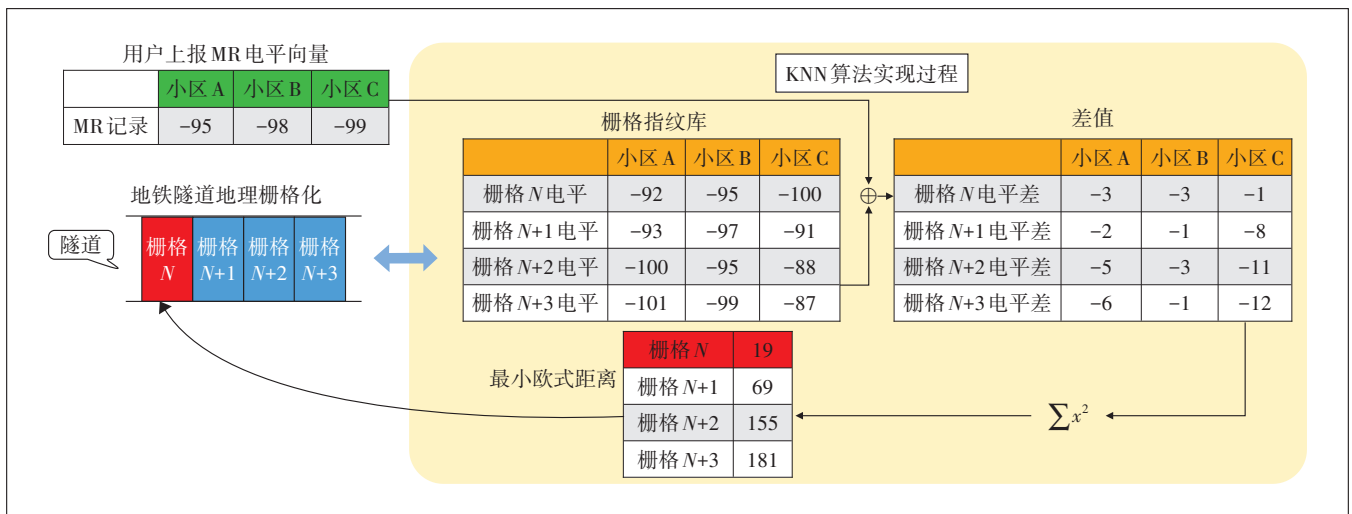 用户上报MR电平向量
小区A 小区B 小区C
MR记录 -95 -98 -99
地铁隧道地理栅格化
隧道
栅格N 栅格N+1 栅格N+2 栅格N+3
KNN算法实现过程
栅格指纹库
小区A 小区B 小区C
栅格N电平 -92 -95 -100
栅格N+1电平 -93 -97 -91
栅格N+2电平 -100 -95 -88
栅格N+3电平 -101 -99 -87
⊕
差值
小区A 小区B 小区C
栅格N电平差 -3 -3 -1
栅格N+1电平差 -2 -1 -8
栅格N+2电平差 -5 -3 -11
栅格N+3电平差 -6 -1 -12
∑x²
最小欧式距离
栅格N 19
栅格N+1 69
栅格N+2 155
栅格N+3 181